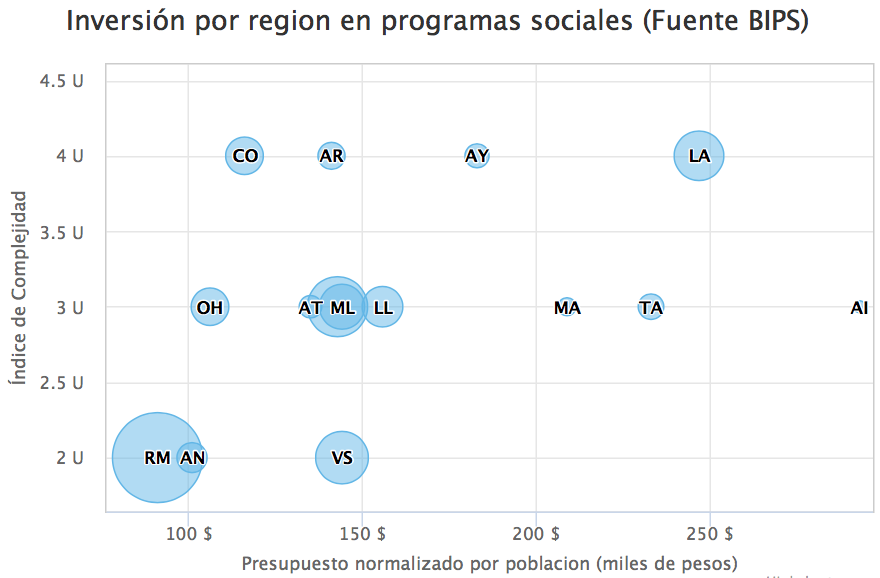 Inversión por region en programas sociales (Fuente BIPS)
Índice de Complejidad
4.5 U
4 U
3.5 U
3 U
2.5 U
2 U
CO AR AY LA
OH AT ML LL MA TA AI
RM AN VS
100 $ 150 $ 200 $ 250 $
Presupuesto normalizado por poblacion (miles de pesos)